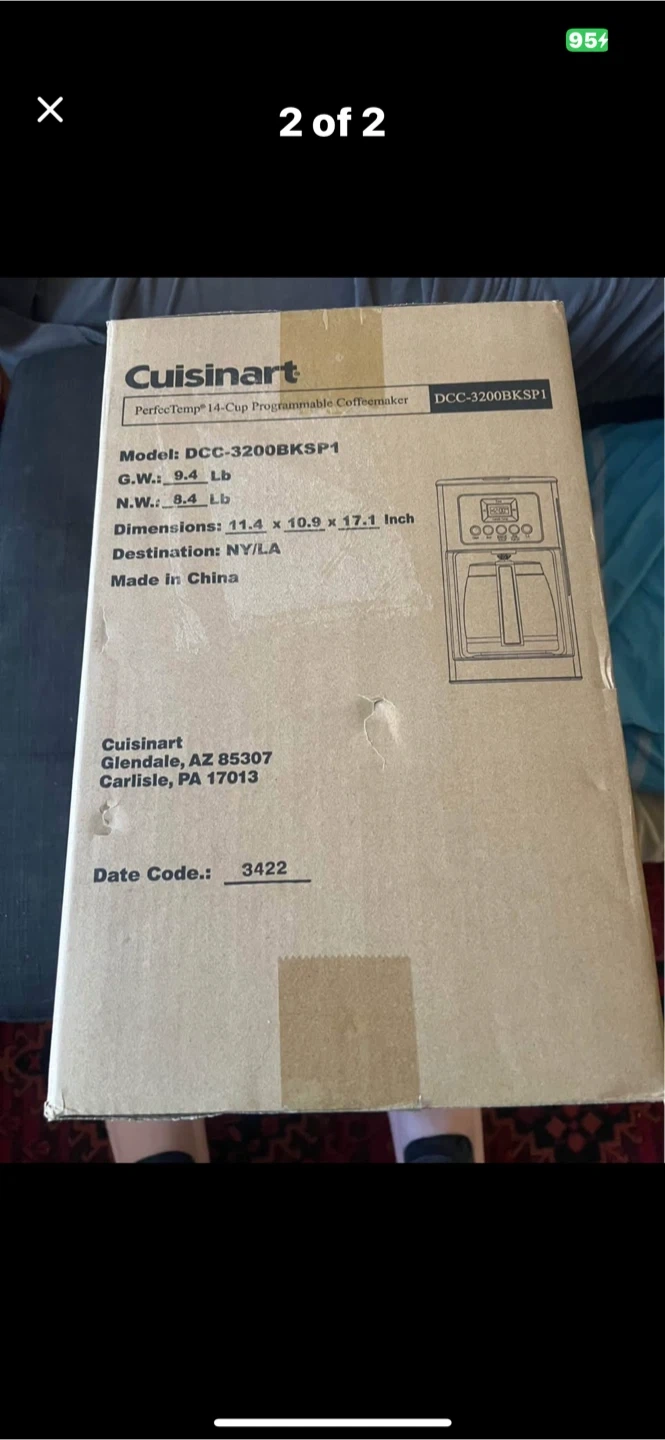 95
2 of 2
Cuisinart
PerfecTemp® 14-Cup Programmable Coffeemaker DCC-3200BKSP1
Model: DCC-3200BKSP1
G.W.: 9.4 Lb
N.W.: 8.4 Lb
Dimensions: 11.4 x 10.9 x 17.1 Inch
Destination: NY/LA
Made in China
Cuisinart
Glendale, AZ 85307
Carlisle, PA 17013
Date Code.: 3422